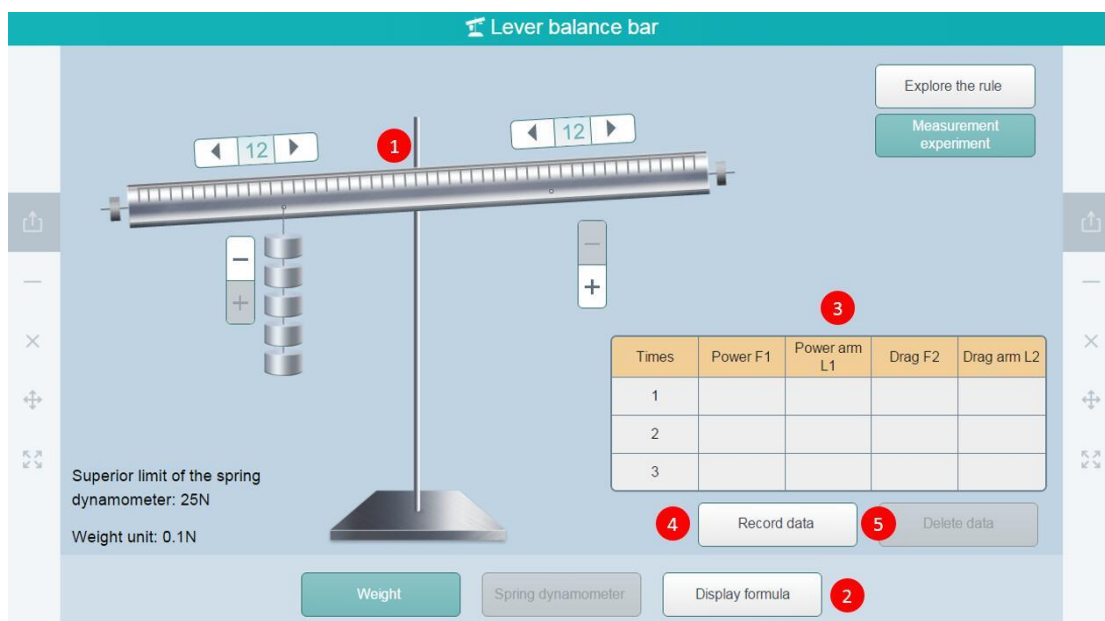 Lever balance bar
Explore the rule
Measurement
experiment
12
12
1
3
Times Power F1 Power arm L1 Drag F2 Drag arm L2
1
2
3
Superior limit of the spring
dynamometer: 25N
Weight unit: 0.1N
4 Record data 5 Delete data
Weight Spring dynamometer Display formula 2